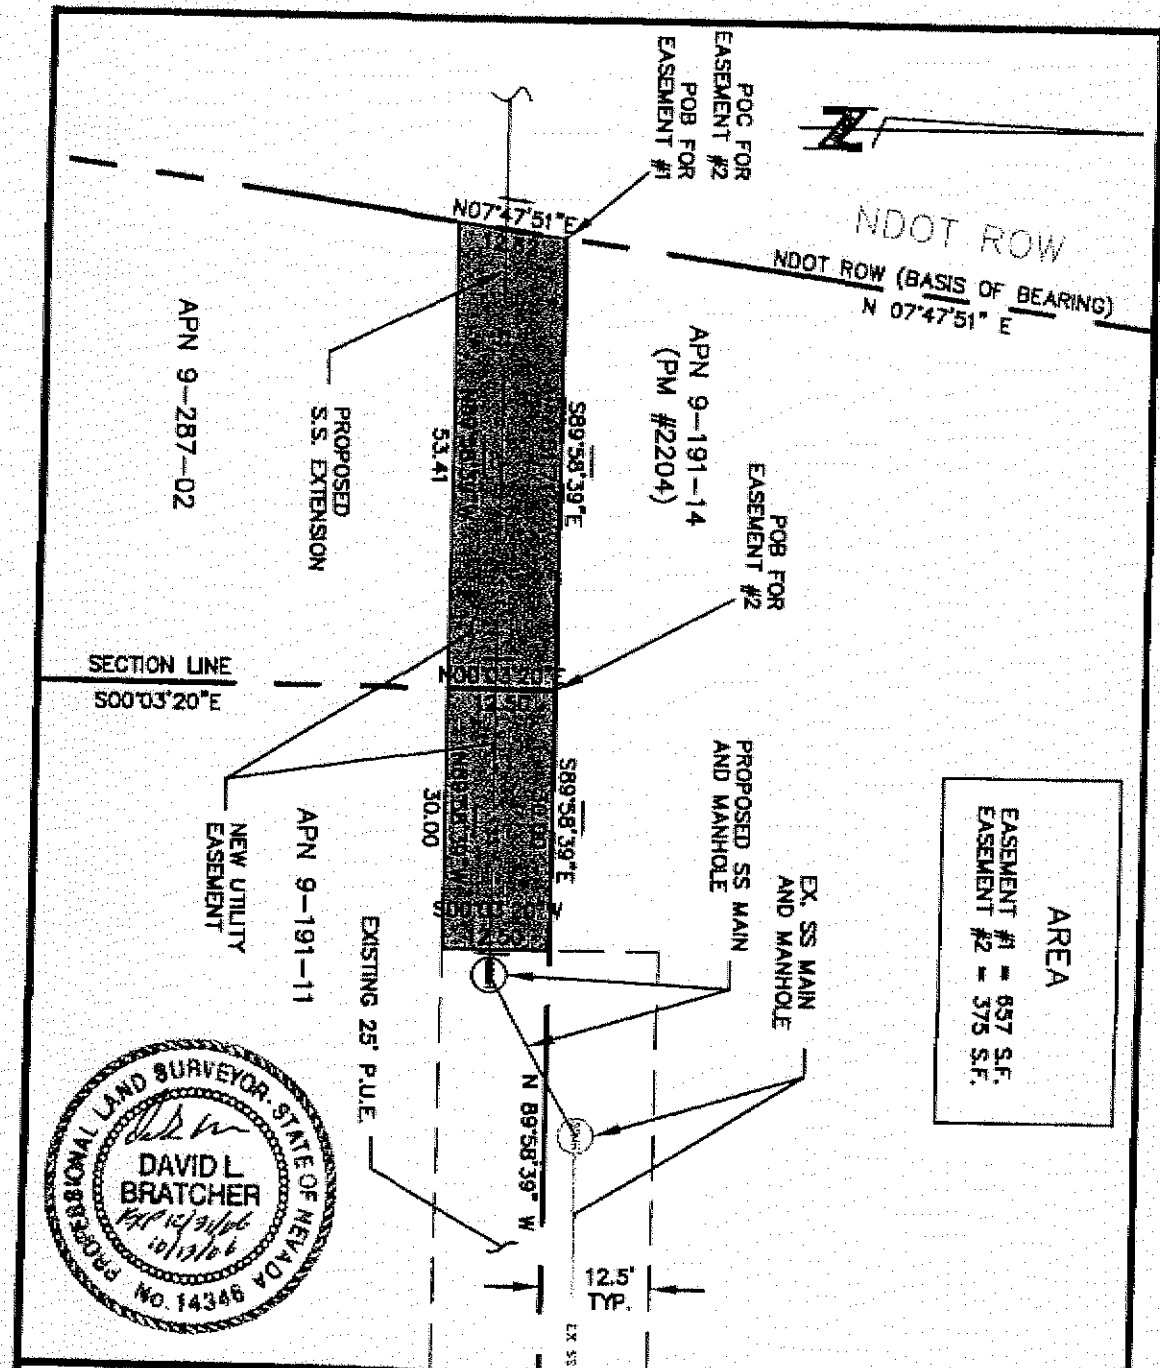 POC FOR
EASEMENT #2
POB FOR
EASEMENT #1
N
NDOT ROW
NDOT ROW (BASIS OF BEARING)
N 07°47'51" E
N07°47'51"E
APN 9-287-02
PROPOSED
S.S. EXTENSION
53.41
S89°58'39"E
APN 9-191-14
(PM #2204)
POB FOR
EASEMENT #2
SECTION LINE
S00°03'20"E
N00°03'20"E
12.50
S89°58'39"E
30.00
S00°03'20"W
NEW UTILITY
EASEMENT
APN 9-191-11
EXISTING 25' P.U.E.
PROPOSED SS MAIN
AND MANHOLE
EX. SS MAIN
AND MANHOLE
N 89°58'39" W
12.5'
TYP.
EX SS
AREA
EASEMENT #1 = 657 S.F.
EASEMENT #2 = 375 S.F.
PROFESSIONAL LAND SURVEYOR - STATE OF NEVADA
DAVID L
BRATCHER
No. 14346